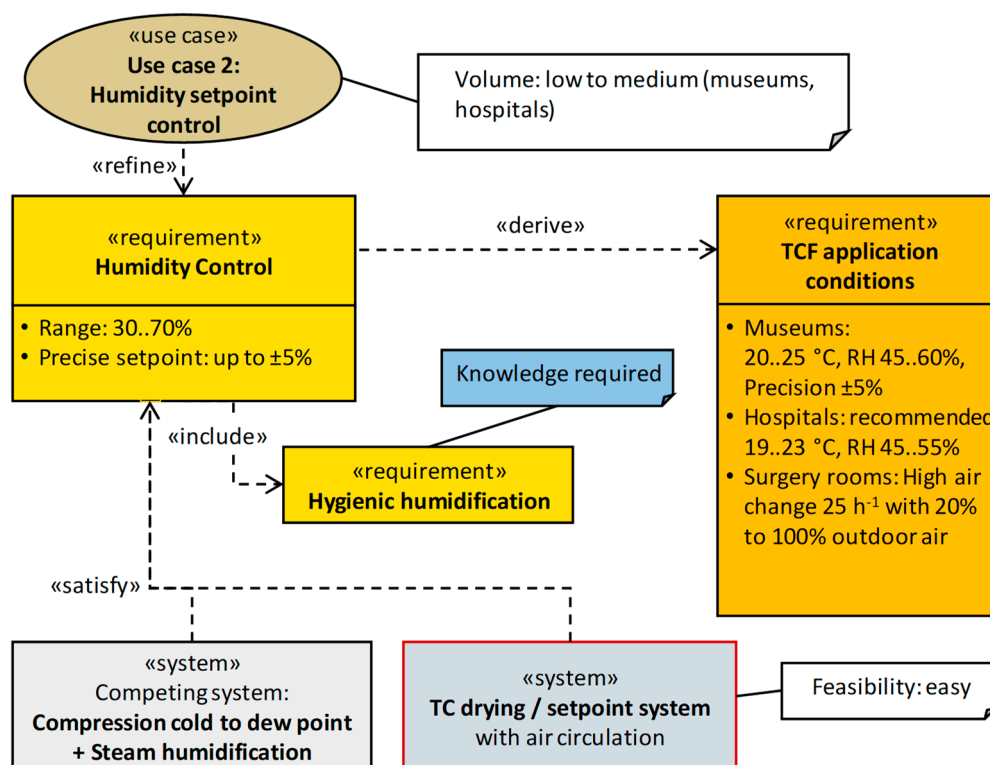 «use case»
Use case 2:
Humidity setpoint
control
Volume: low to medium (museums,
hospitals)
«refine»
«requirement»
Humidity Control
• Range: 30..70%
• Precise setpoint: up to ±5%
«derive»
«requirement»
TCF application
conditions
• Museums:
20..25 °C, RH 45..60%,
Precision ±5%
• Hospitals: recommended
19..23 °C, RH 45..55%
• Surgery rooms: High air
change 25 h⁻¹ with 20%
to 100% outdoor air
Knowledge required
«include»
«requirement»
Hygienic humidification
«satisfy»
«system»
Competing system:
Compression cold to dew point
+ Steam humidification
«system»
TC drying / setpoint system
with air circulation
Feasibility: easy